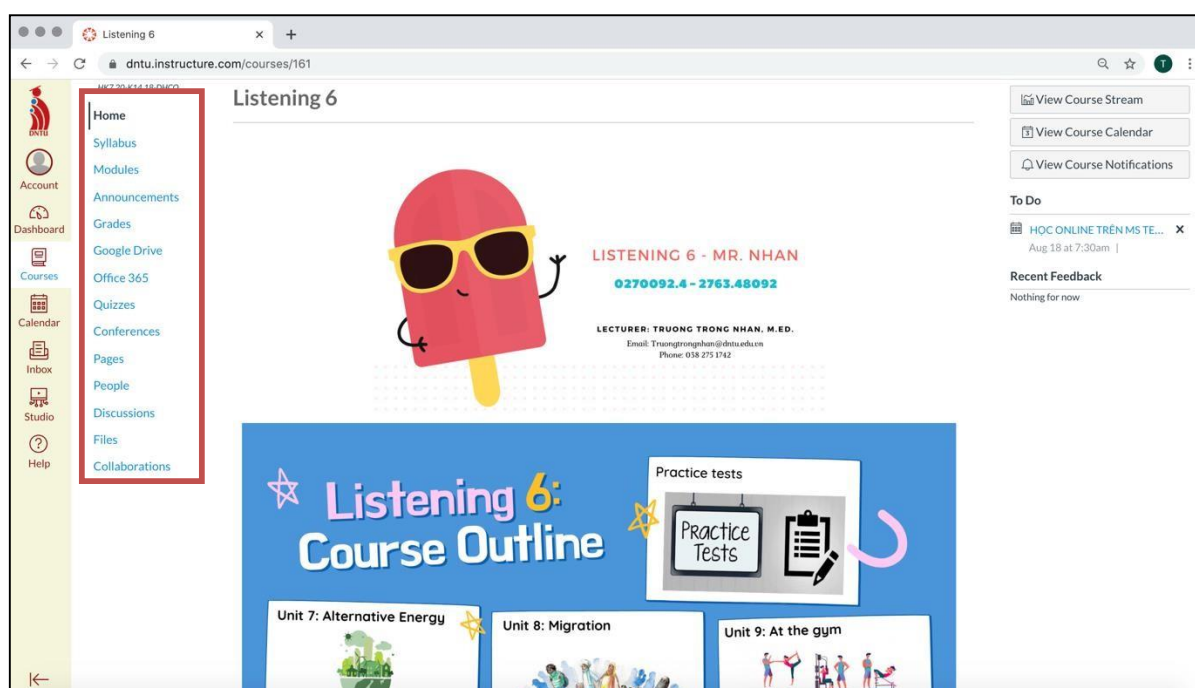 Listening 6
dntu.instructure.com/courses/161
T
DNTU
Account
Dashboard
Courses
Calendar
Inbox
Studio
Help
Home
Syllabus
Modules
Announcements
Grades
Google Drive
Office 365
Quizzes
Conferences
Pages
People
Discussions
Files
Collaborations
Listening 6
LISTENING 6 - MR. NHAN
0270092.4 - 2763.48092
LECTURER: TRUONG TRONG NHAN, M.ED.
Email: Truongtrongnhan@dntu.edu.vn
Phone: 038 275 1742
Listening 6:
Course Outline
Practice tests
PRACTICE
TESTS
Unit 7: Alternative Energy
Unit 8: Migration
Unit 9: At the gym
View Course Stream
View Course Calendar
View Course Notifications
To Do
HỌC ONLINE TRÊN MS TE...
Aug 18 at 7:30am |
Recent Feedback
Nothing for now